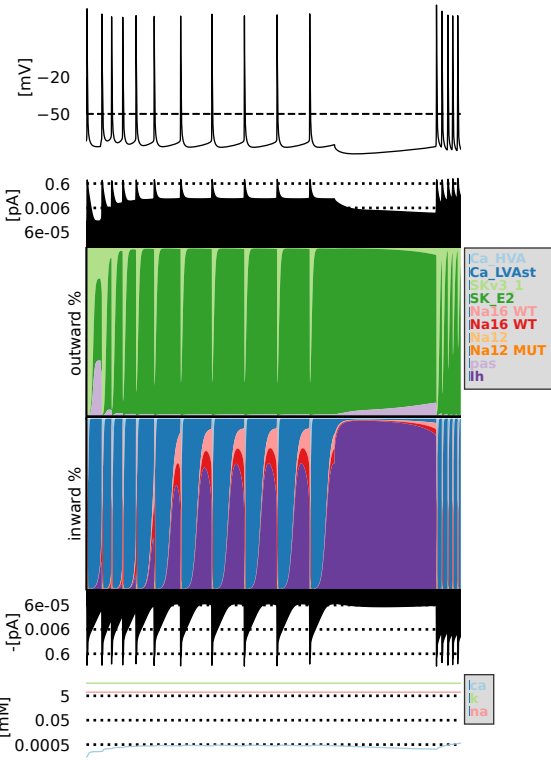 [mV]
−20
−50
[pA]
0.6
0.006
6e-05
outward %
Ca_HVA
Ca_LVAst
SKv3_1
SK_E2
Na16 WT
Na16 WT
Na12
Na12 MUT
pas
Ih
inward %
-[pA]
6e-05
0.006
0.6
[mM]
5
0.05
0.0005
ca
k
na